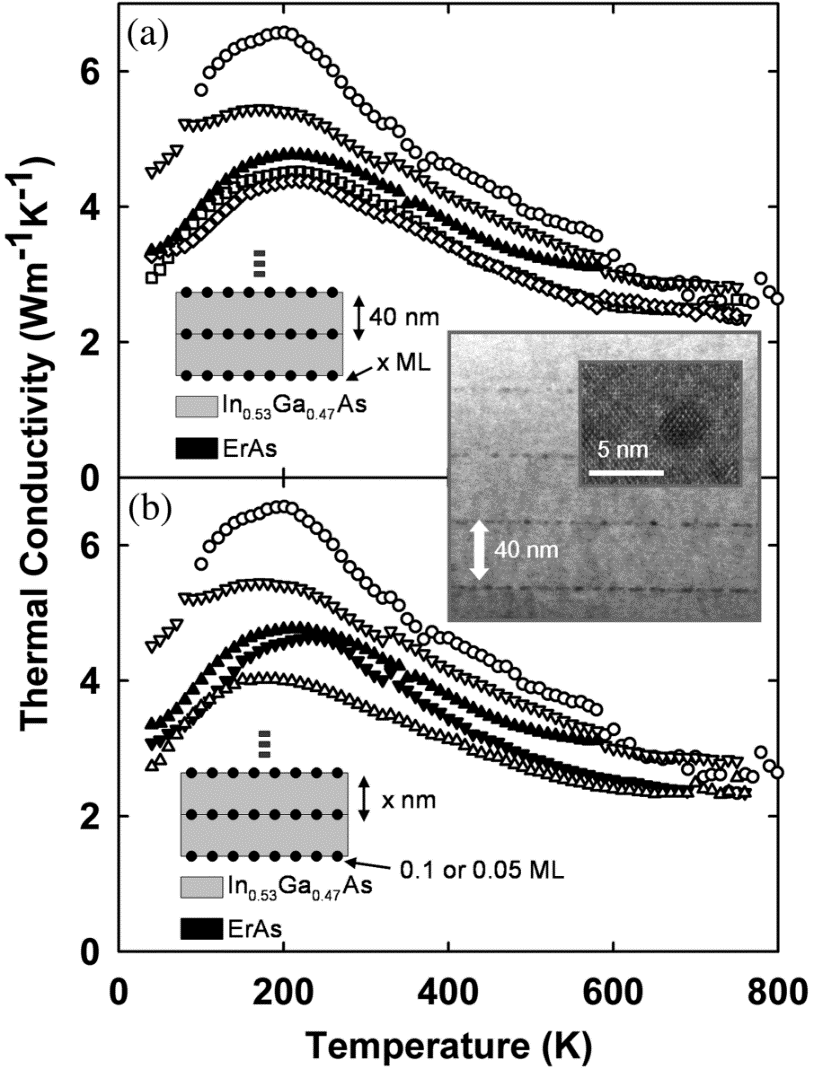 (a)
6
4
2
0
40 nm
x ML
In0.53Ga0.47As
ErAs
5 nm
40 nm
Thermal Conductivity (Wm-1K-1)
(b)
6
4
2
0
x nm
0.1 or 0.05 ML
In0.53Ga0.47As
ErAs
0 200 400 600 800
Temperature (K)